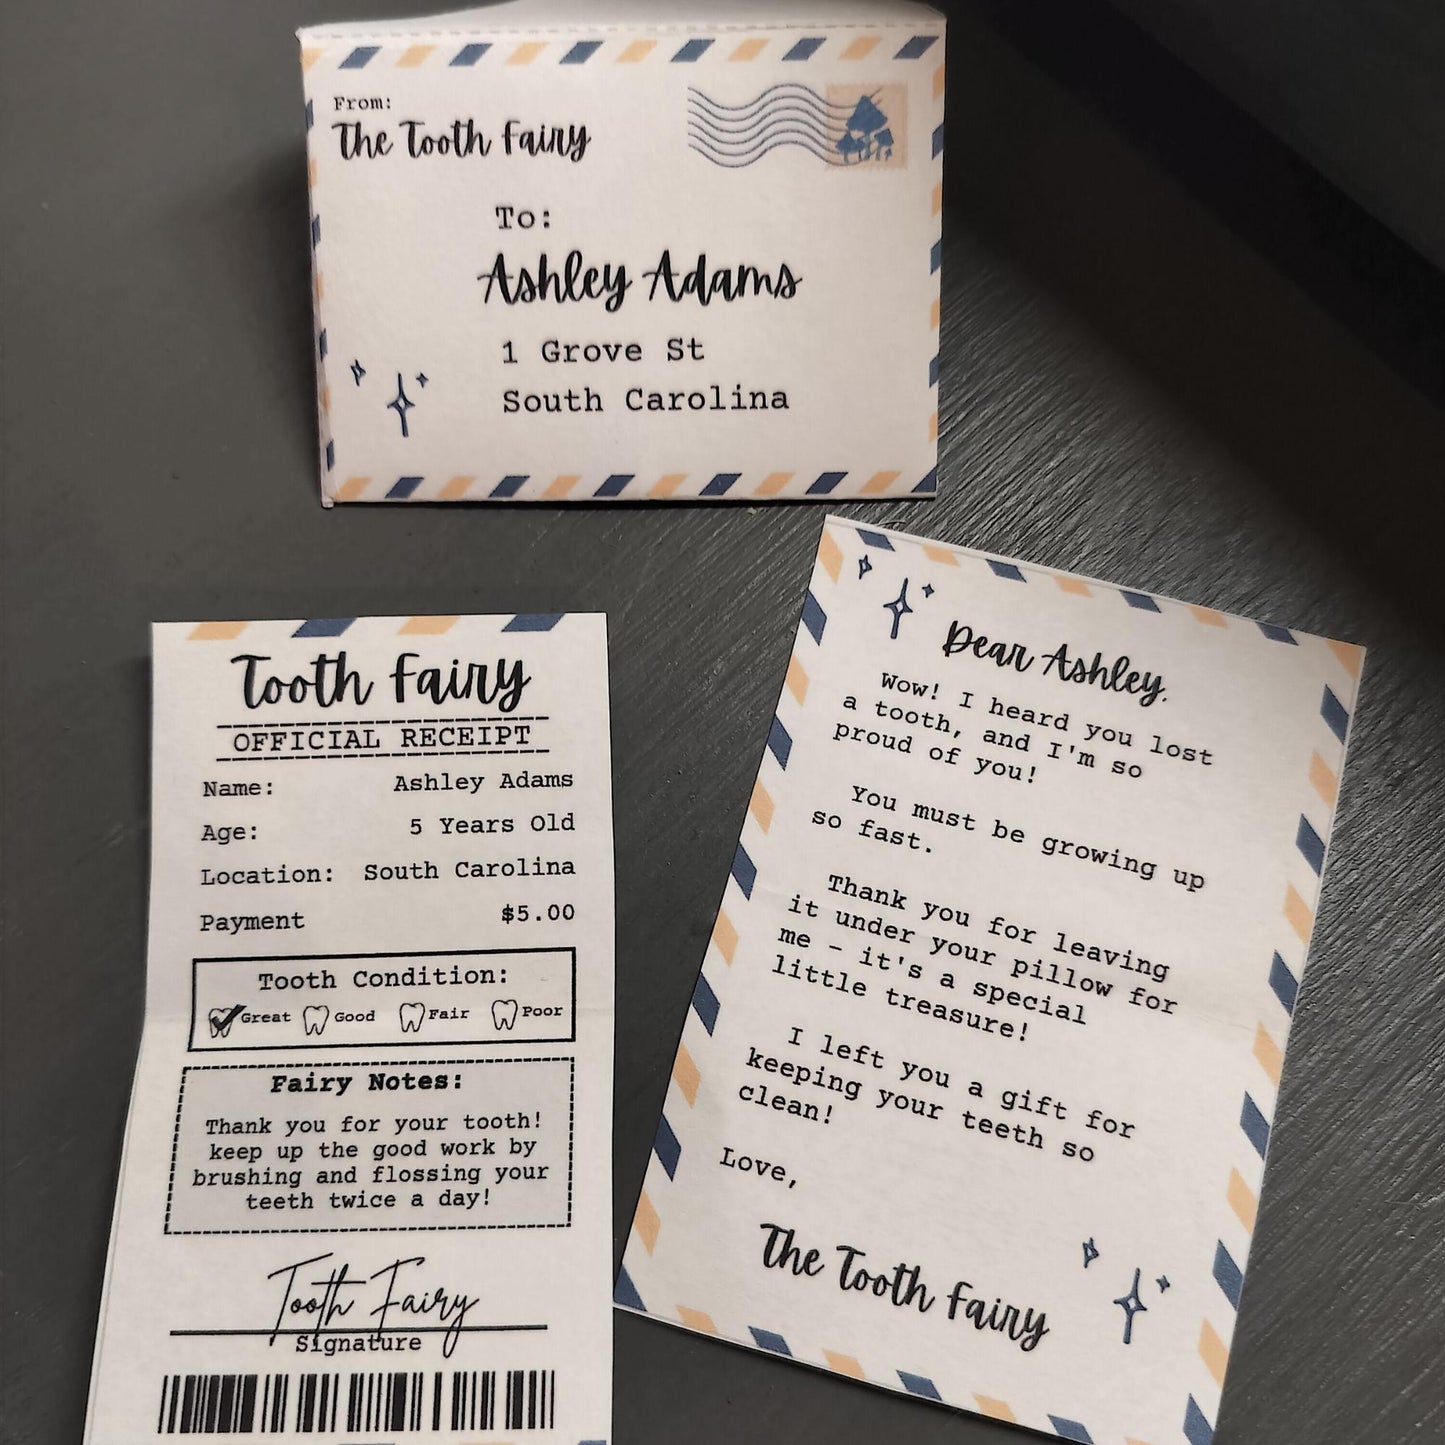 From:
The Tooth Fairy
To:
Ashley Adams
1 Grove St
South Carolina
Tooth Fairy
OFFICIAL RECEIPT
Name: Ashley Adams
Age: 5 Years Old
Location: South Carolina
Payment $5.00
Tooth Condition:
Great Good Fair Poor
Fairy Notes:
Thank you for your tooth!
keep up the good work by
brushing and flossing your
teeth twice a day!
Tooth Fairy
Signature
Dear Ashley,
Wow! I heard you lost
a tooth, and I'm so
proud of you!
You must be growing up
so fast.
Thank you for leaving
it under your pillow for
me - it's a special
little treasure!
I left you a gift for
keeping your teeth so
clean!
Love,
The Tooth Fairy